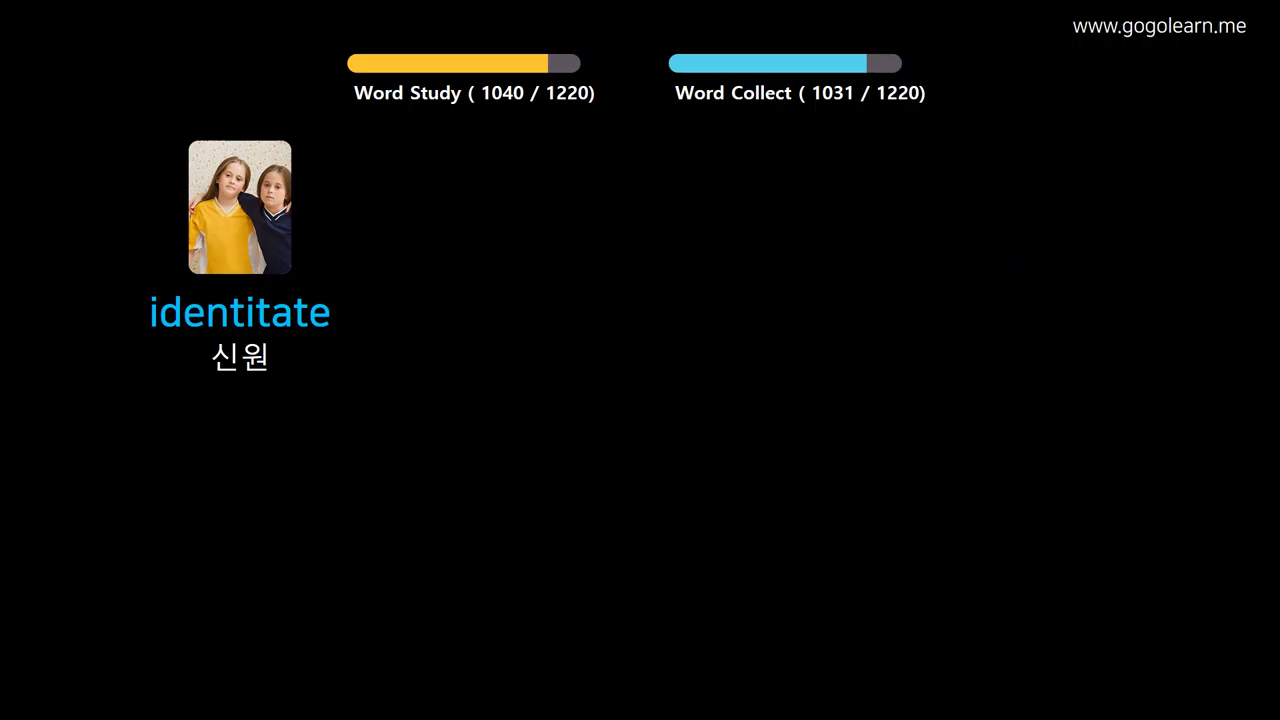 www.gogolearn.me
Word Study ( 1040 / 1220)
Word Collect ( 1031 / 1220)
identitate
신원